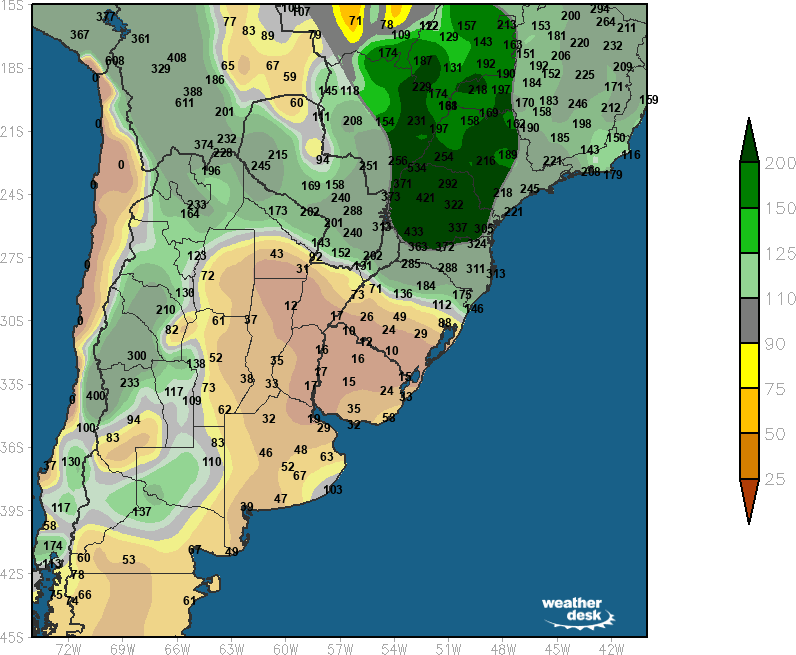 15S
18S
21S
24S
27S
30S
33S
36S
39S
42S
45S
72W 69W 66W 63W 60W 57W 54W 51W 48W 45W 42W
377 77 107 71 78 157 213 153 200 294
367 361 83 89 79 109 129 143 163 181 220 264 211
608 408 329 65 67 59 174 187 131 192 190 151 192 206 152 232 209
186 388 611 201 60 145 118 229 174 218 197 184 225 171
0 111 208 154 231 197 158 169 170 183 158 246 212 159
374 232 228 215 94 162 190 198 185 150
0 196 245 251 256 534 254 216 189 221 143 116
0 233 164 169 158 240 371 373 421 292 322 218 245 208 179
173 202 288 201 240 313 433 337 305 221
123 43 143 92 152 202 131 363 372 324
0 72 31 285 288 311 313
130 210 12 73 71 136 184 175 112 146
0 82 61 37 17 26 49 88
300 138 52 35 10 12 24 29
233 117 73 38 33 16 16 10
0 400 109 62 17 17 15 24 15 33
100 94 83 83 32 19 29 35 32 58
37 130 110 46 48 63
117 52 67
58 137 39 47 103
174 113 60 53 67 49
78 75 74 66 61
200
150
125
110
90
75
50
25
weather
desk